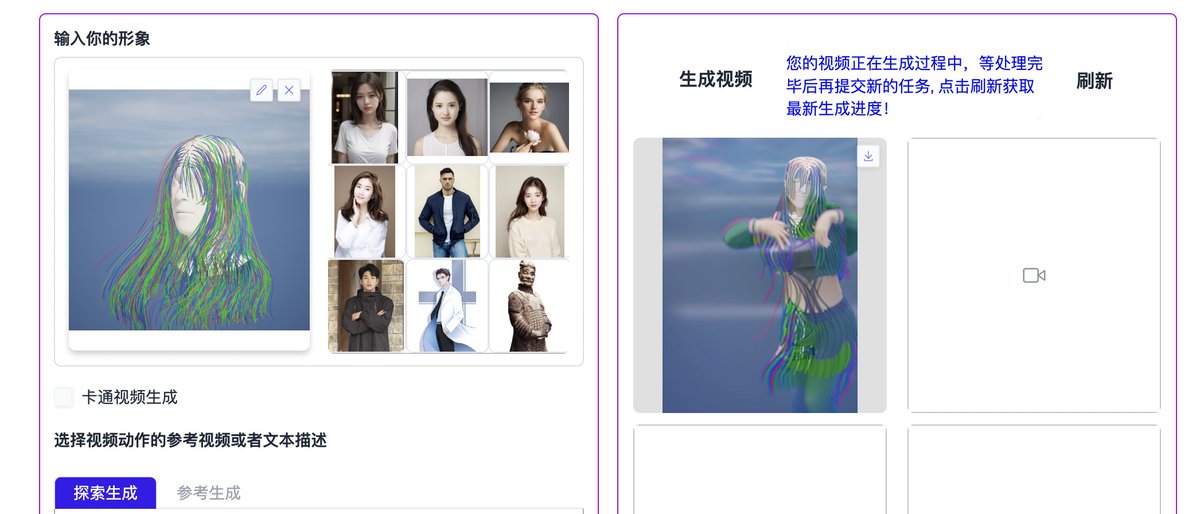 输入你的形象
卡通视频生成
选择视频动作的参考视频或者文本描述
探索生成
参考生成
生成视频
您的视频正在生成过程中，等处理完
毕后再提交新的任务, 点击刷新获取
最新生成进度！
刷新